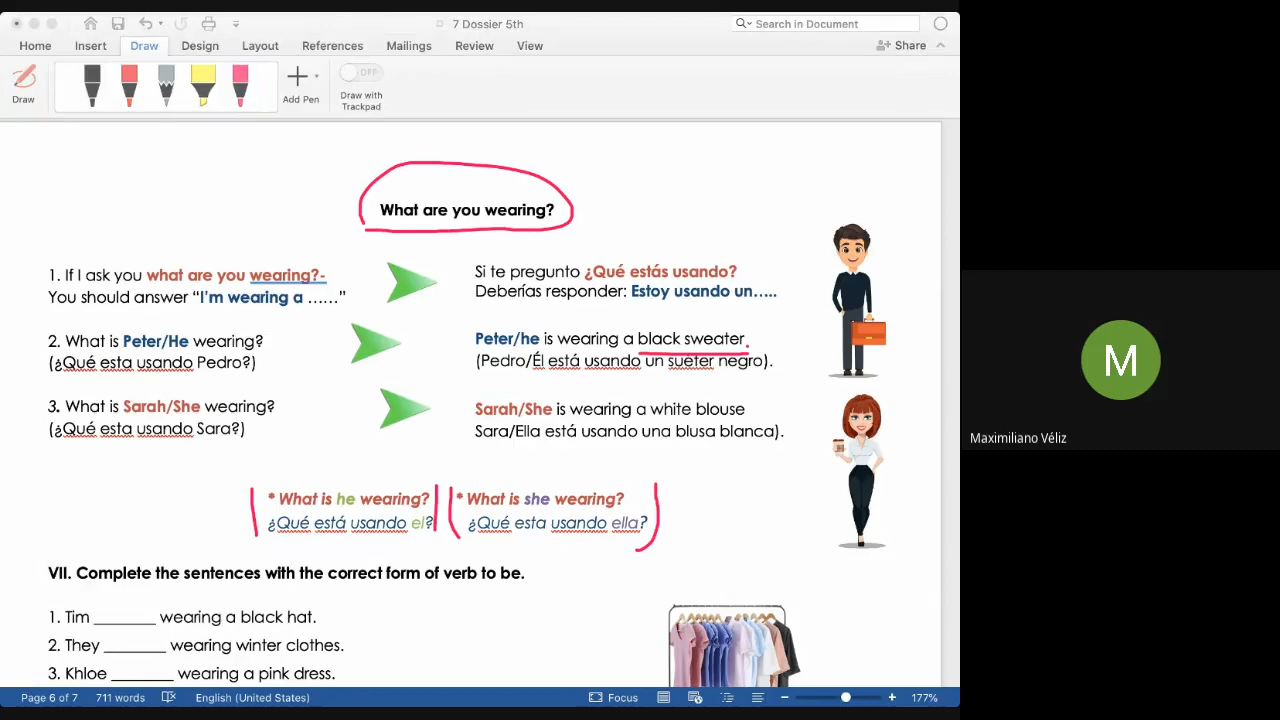 7 Dossier 5th
Search in Document
Home Insert Draw Design Layout References Mailings Review View Share
Draw Add Pen OFF Draw with Trackpad
What are you wearing?
1. If I ask you what are you wearing?-
You should answer “I’m wearing a ……”
Si te pregunto ¿Qué estás usando?
Deberías responder: Estoy usando un…..
2. What is Peter/He wearing?
(¿Qué esta usando Pedro?)
Peter/he is wearing a black sweater.
(Pedro/Él está usando un suéter negro).
3. What is Sarah/She wearing?
(¿Qué esta usando Sara?)
Sarah/She is wearing a white blouse
Sara/Ella está usando una blusa blanca).
* What is he wearing?
¿Qué está usando el?
* What is she wearing?
¿Qué esta usando ella?
VII. Complete the sentences with the correct form of verb to be.
1. Tim _______ wearing a black hat.
2. They _______ wearing winter clothes.
3. Khloe _______ wearing a pink dress.
Page 6 of 7 711 words English (United States) Focus 177%
M
Maximiliano Véliz